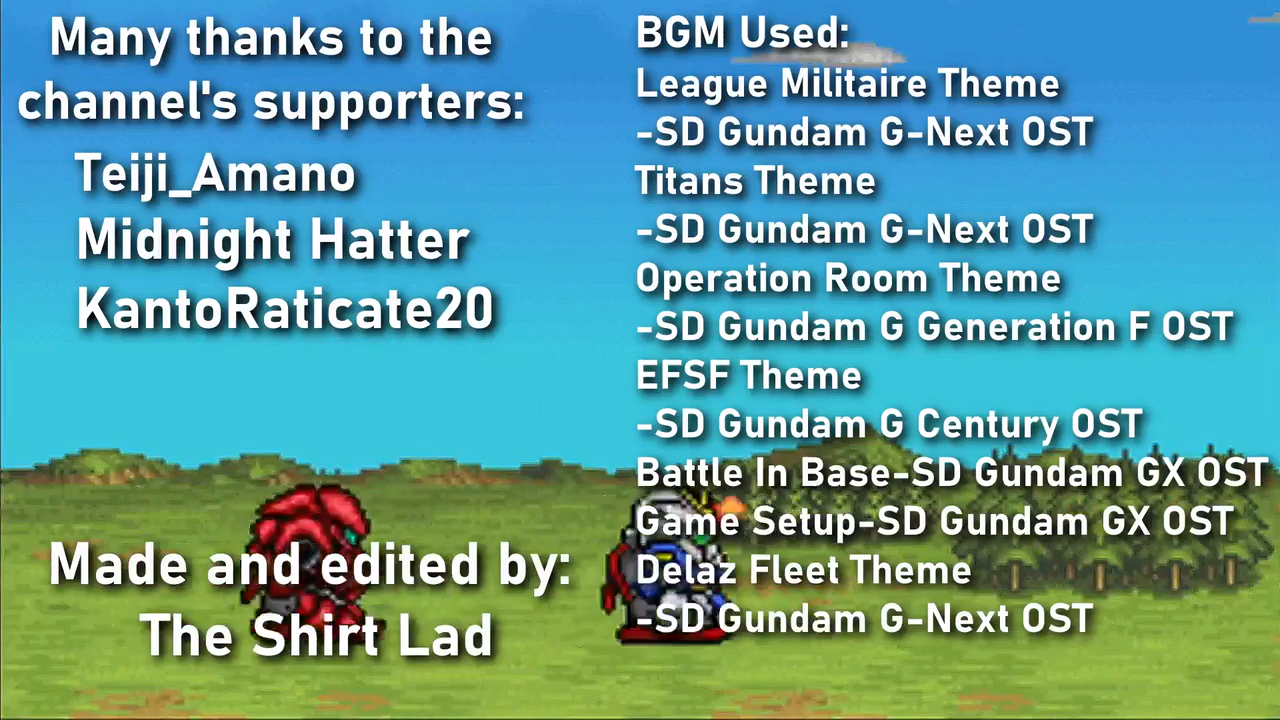 Many thanks to the
channel's supporters:
Teiji_Amano
Midnight Hatter
KantoRaticate20
Made and edited by:
The Shirt Lad
BGM Used:
League Militaire Theme
-SD Gundam G-Next OST
Titans Theme
-SD Gundam G-Next OST
Operation Room Theme
-SD Gundam G Generation F OST
EFSF Theme
-SD Gundam G Century OST
Battle In Base-SD Gundam GX OST
Game Setup-SD Gundam GX OST
Delaz Fleet Theme
-SD Gundam G-Next OST